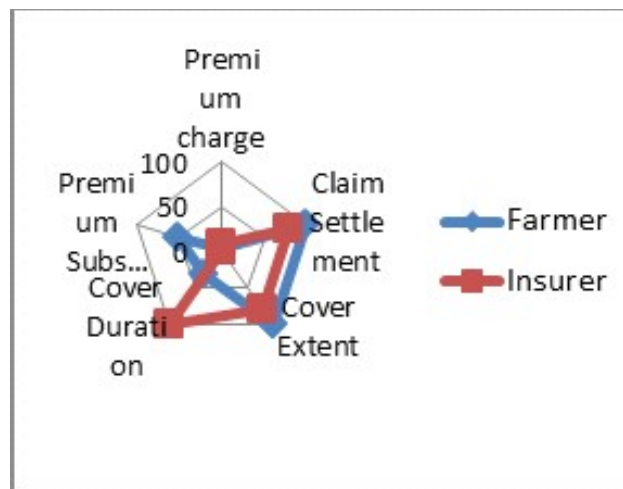 Premi
um
charge
100
50
0
Claim
Settle
ment
Cover
Extent
Cover
Durati
on
Premi
um
Subs...
Farmer
Insurer